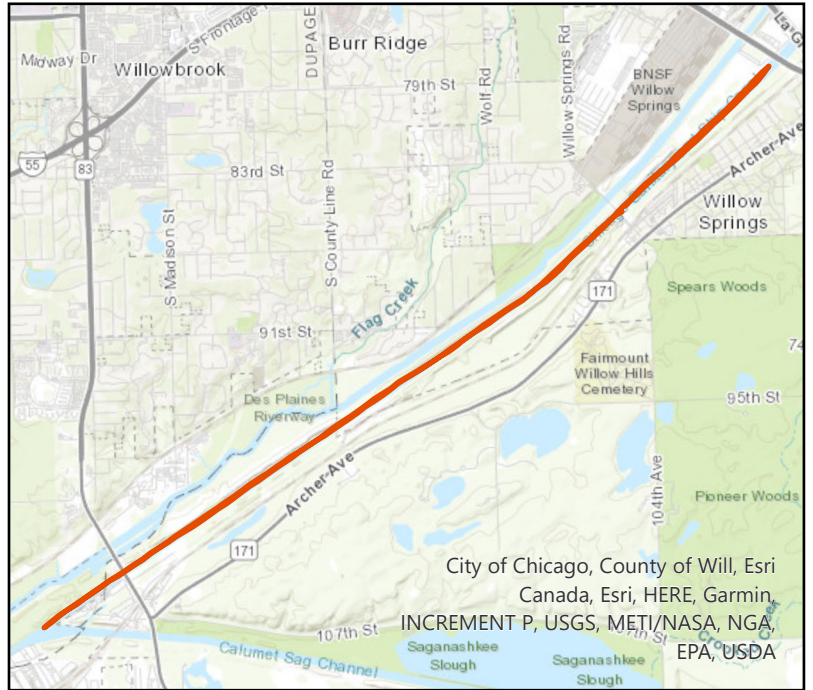 S Frontage
La G
Midway Dr
DUPAGE
Burr Ridge
Willowbrook
BNSF
Willow
Springs
79th St
Wolf Rd
Willow Springs Rd
55
83
83rd St
Archer Ave
Willow
Springs
S Madison St
S County Line Rd
Flag Creek
171
Spears Woods
91st St
74
Fairmount
Willow Hills
Cemetery
Des Plaines
Riverway
95th St
Archer Ave
104th Ave
Pioneer Woods
171
City of Chicago, County of Will, Esri
Canada, Esri, HERE, Garmin,
INCREMENT P, USGS, METI/NASA, NGA,
EPA, USDA
107th St
Calumet Sag Channel
Saganashkee
Slough
Saganashkee
Slough